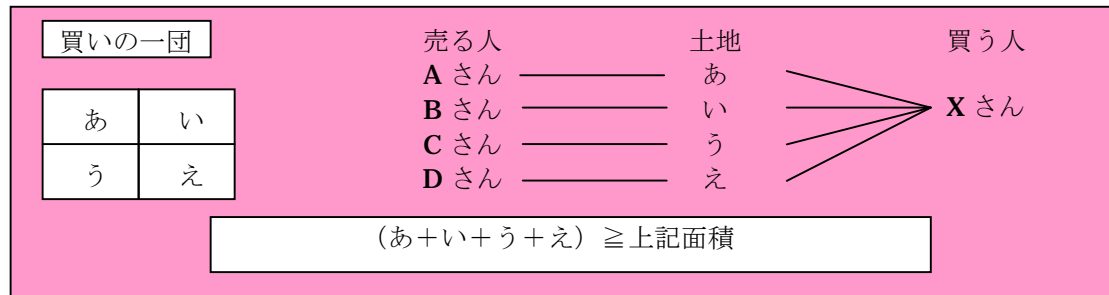 買いの一団
売る人 土地 買う人
Aさん あ
Bさん い Xさん
Cさん う
Dさん え
あ い
う え
(あ+い+う+え)≧上記面積